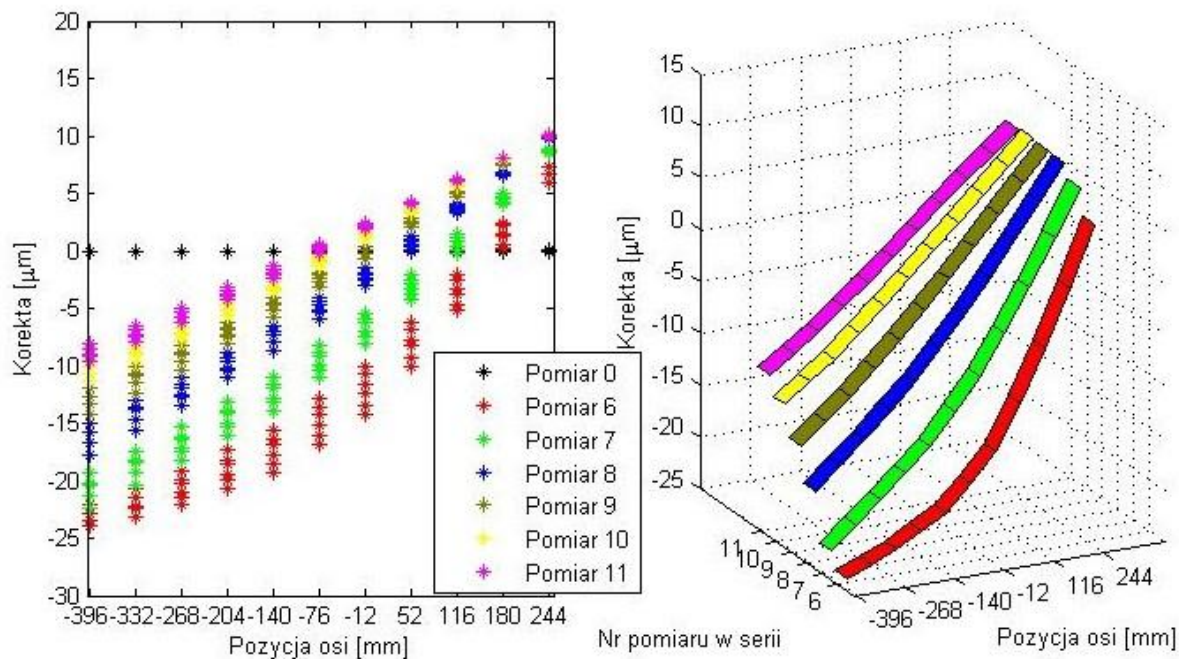 20
15
10
5
0
-5
-10
-15
-20
-25
-30
Korekta [µm]
-396 -332 -268 -204 -140 -76 -12 52 116 180 244
Pozycja osi [mm]
Pomiar 0
Pomiar 6
Pomiar 7
Pomiar 8
Pomiar 9
Pomiar 10
Pomiar 11
15
10
5
0
-5
-10
-15
-20
-25
Korekta [µm]
11 10 9 8 7 6
Nr pomiaru w serii
-396 -268 -140 -12 116 244
Pozycja osi [mm]